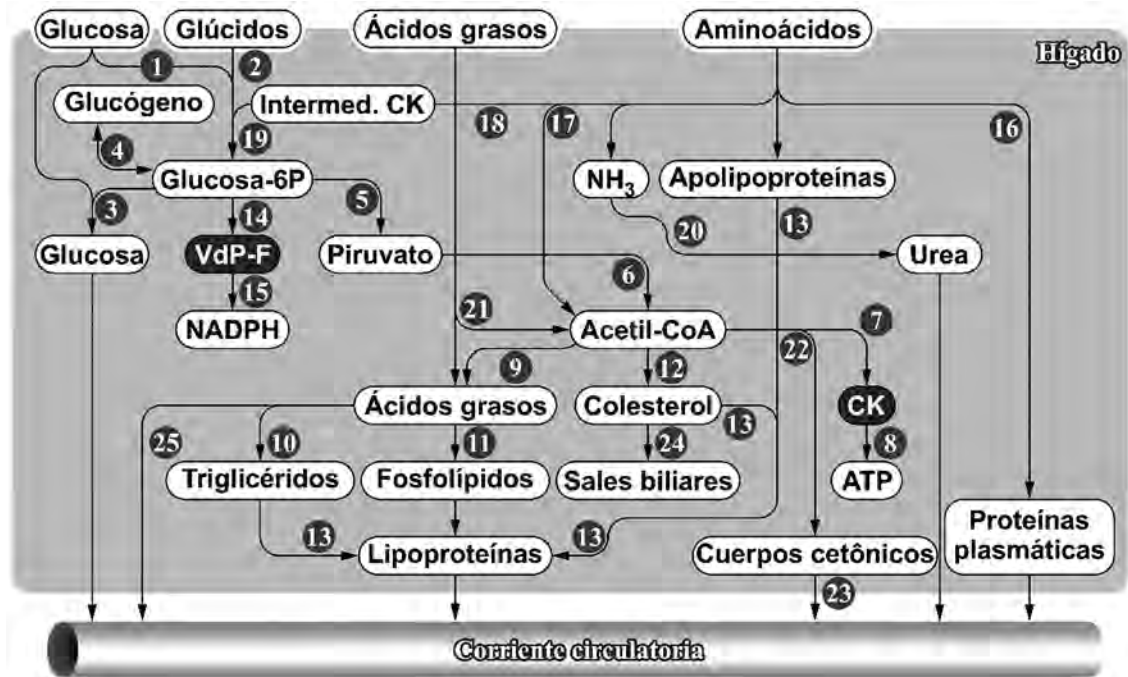 Glucosa
Glúcidos
Ácidos grasos
Aminoácidos
Hígado
1
2
Glucógeno
Intermed. CK
18
17
16
4
19
Glucosa-6P
NH3
Apolipoproteínas
3
14
5
20
13
Glucosa
VdP-F
Piruvato
Urea
6
15
NADPH
21
Acetil-CoA
7
22
9
12
Ácidos grasos
Colesterol
CK
13
25
10
11
24
8
Triglicéridos
Fosfolípidos
Sales biliares
ATP
13
13
Lipoproteínas
Cuerpos cetônicos
Proteínas
plasmáticas
23
Corriente circulatoria